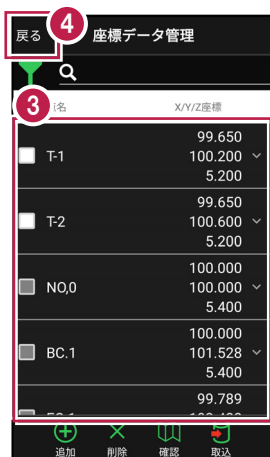 戻る 4 座標データ管理
3 名 X/Y/Z座標
99.650
T-1 100.200
5.200
99.650
T-2 100.600
5.200
100.000
NO,0 100.000
5.400
100.000
BC.1 101.528
5.400
99.789
追加 削除 確認 取込